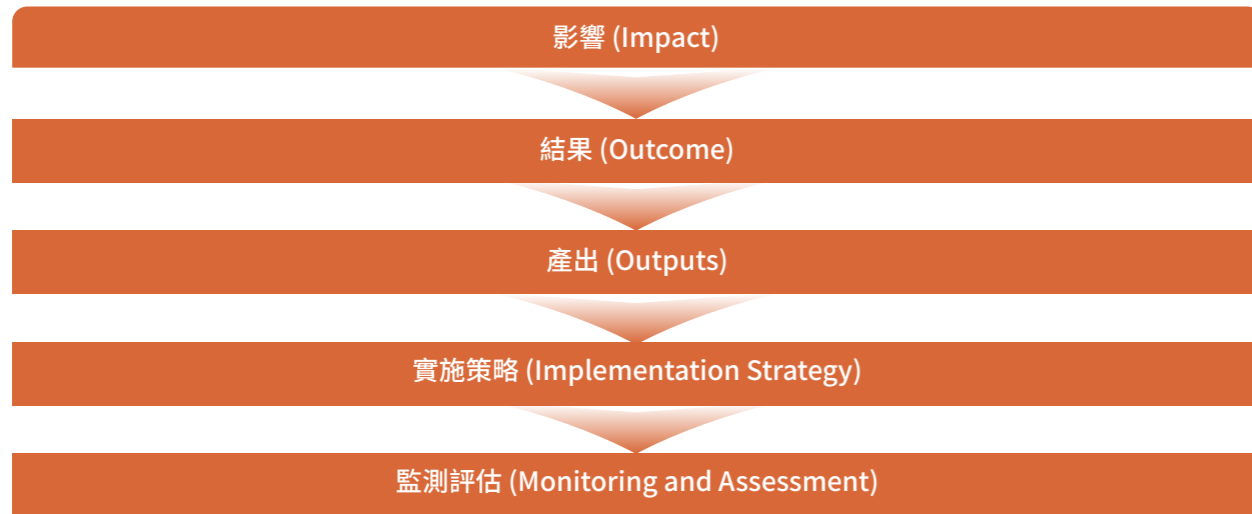 影響 (Impact)
結果 (Outcome)
產出 (Outputs)
實施策略 (Implementation Strategy)
監測評估 (Monitoring and Assessment)